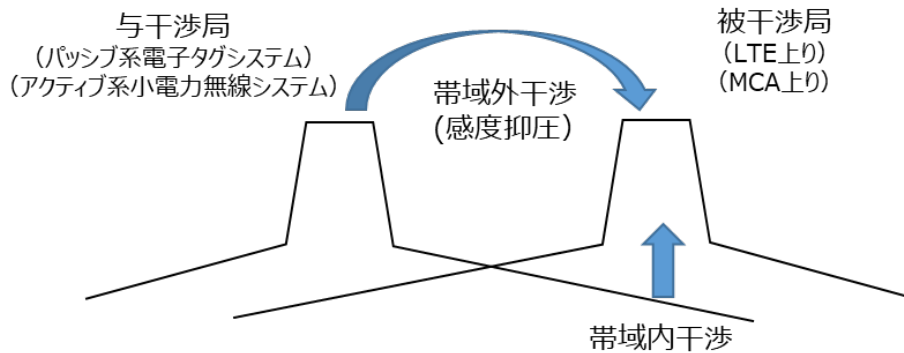 与干渉局
（パッシブ系電子タグシステム）
（アクティブ系小電力無線システム）
帯域外干渉
(感度抑圧）
被干渉局
（LTE上り）
（MCA上り）
帯域内干渉